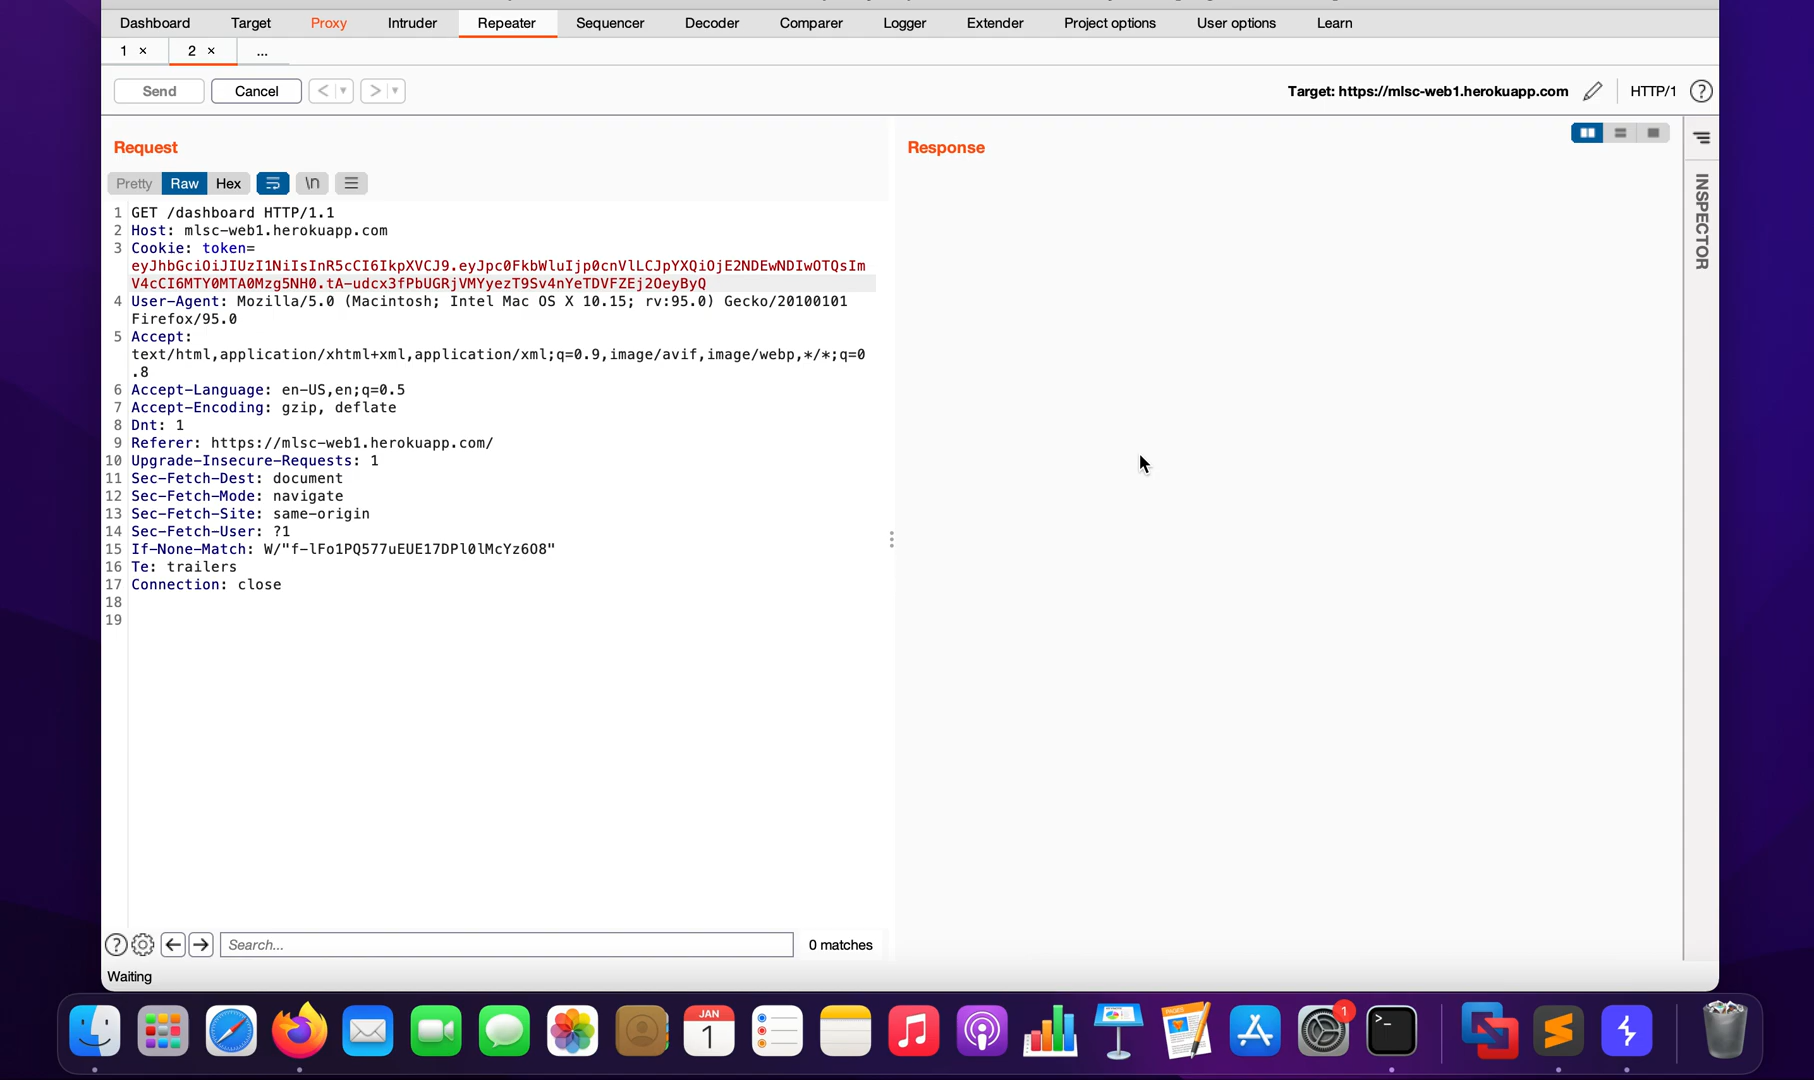 Dashboard Target Proxy Intruder Repeater Sequencer Decoder Comparer Logger Extender Project options User options Learn
1 × 2 × ...
Send Cancel < > Target: https://mlsc-web1.herokuapp.com HTTP/1 ?
Request Response
Pretty Raw Hex \n
INSPECTOR
1 GET /dashboard HTTP/1.1
2 Host: mlsc-web1.herokuapp.com
3 Cookie: token=
eyJhbGciOiJIUzI1NiIsInR5cCI6IkpXVCJ9.eyJpc0FkbWluIjp0cnVlLCJpYXQiOjE2NDEwNDIwOTQsIm
V4cCI6MTY0MTA0Mzg5NH0.tA-udcx3fPbUGRjVMYyezT9Sv4nYeTDVFZEj2OeyByQ
4 User-Agent: Mozilla/5.0 (Macintosh; Intel Mac OS X 10.15; rv:95.0) Gecko/20100101
Firefox/95.0
5 Accept:
text/html,application/xhtml+xml,application/xml;q=0.9,image/avif,image/webp,*/*;q=0
.8
6 Accept-Language: en-US,en;q=0.5
7 Accept-Encoding: gzip, deflate
8 Dnt: 1
9 Referer: https://mlsc-web1.herokuapp.com/
10 Upgrade-Insecure-Requests: 1
11 Sec-Fetch-Dest: document
12 Sec-Fetch-Mode: navigate
13 Sec-Fetch-Site: same-origin
14 Sec-Fetch-User: ?1
15 If-None-Match: W/"f-lFo1PQ577uEUE17DPl0lMcYz6O8"
16 Te: trailers
17 Connection: close
18
19
? Search... 0 matches
Waiting
JAN
1
PAGES
1
>_